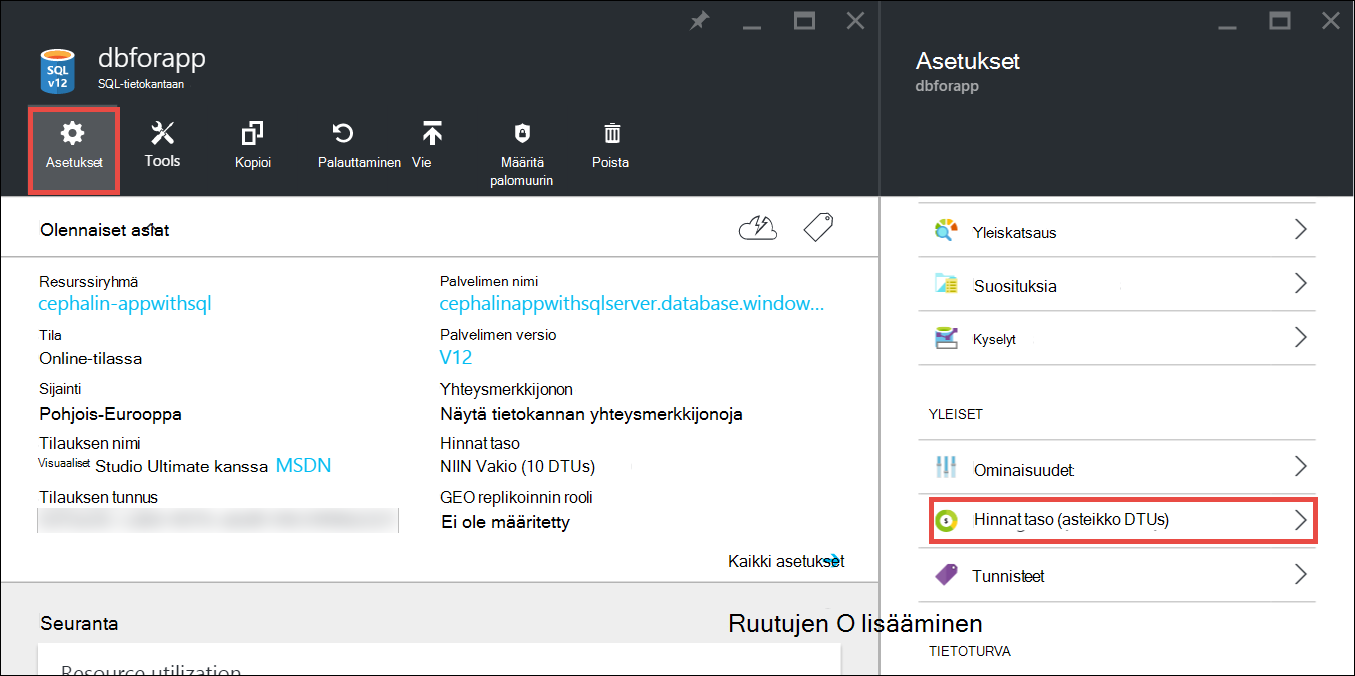 dbforapp
SQL v12
SQL-tietokantaan
Asetukset
Tools
Kopioi
Palauttaminen
Vie
Määritä palomuurin
Poista
Olennaiset asiat
Resurssiryhmä
cephalin-appwithsql
Tila
Online-tilassa
Sijainti
Pohjois-Eurooppa
Tilauksen nimi
Visuaaliset Studio Ultimate kanssa MSDN
Tilauksen tunnus
Palvelimen nimi
cephalinappwithsqlserver.database.window...
Palvelimen versio
V12
Yhteysmerkkijonon
Näytä tietokannan yhteysmerkkijonoja
Hinnat taso
NIIN Vakio (10 DTUs)
GEO replikoinnin rooli
Ei ole määritetty
Kaikki asetukset
Seuranta
Ruutujen O lisääminen
Resource utilization
Asetukset
dbforapp
Yleiskatsaus
Suosituksia
Kyselyt
YLEISET
Ominaisuudet
Hinnat taso (asteikko DTUs)
Tunnisteet
TIETOTURVA